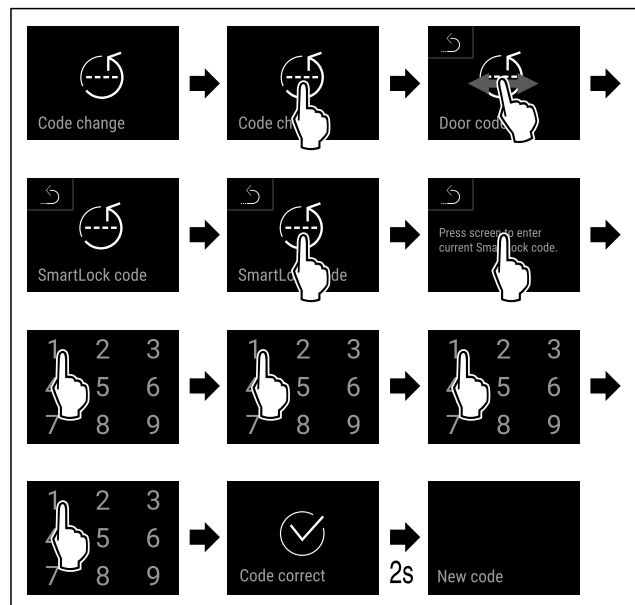 Code change
Code ch
Door code
SmartLock code
SmartLo de
Press screen to enter
current SmartLock code.
1 2 3
4 5 6
7 8 9
1 2 3
4 5 6
7 8 9
1 2 3
4 5 6
7 8 9
1 2 3
4 5 6
7 8 9
Code correct
2s
New code